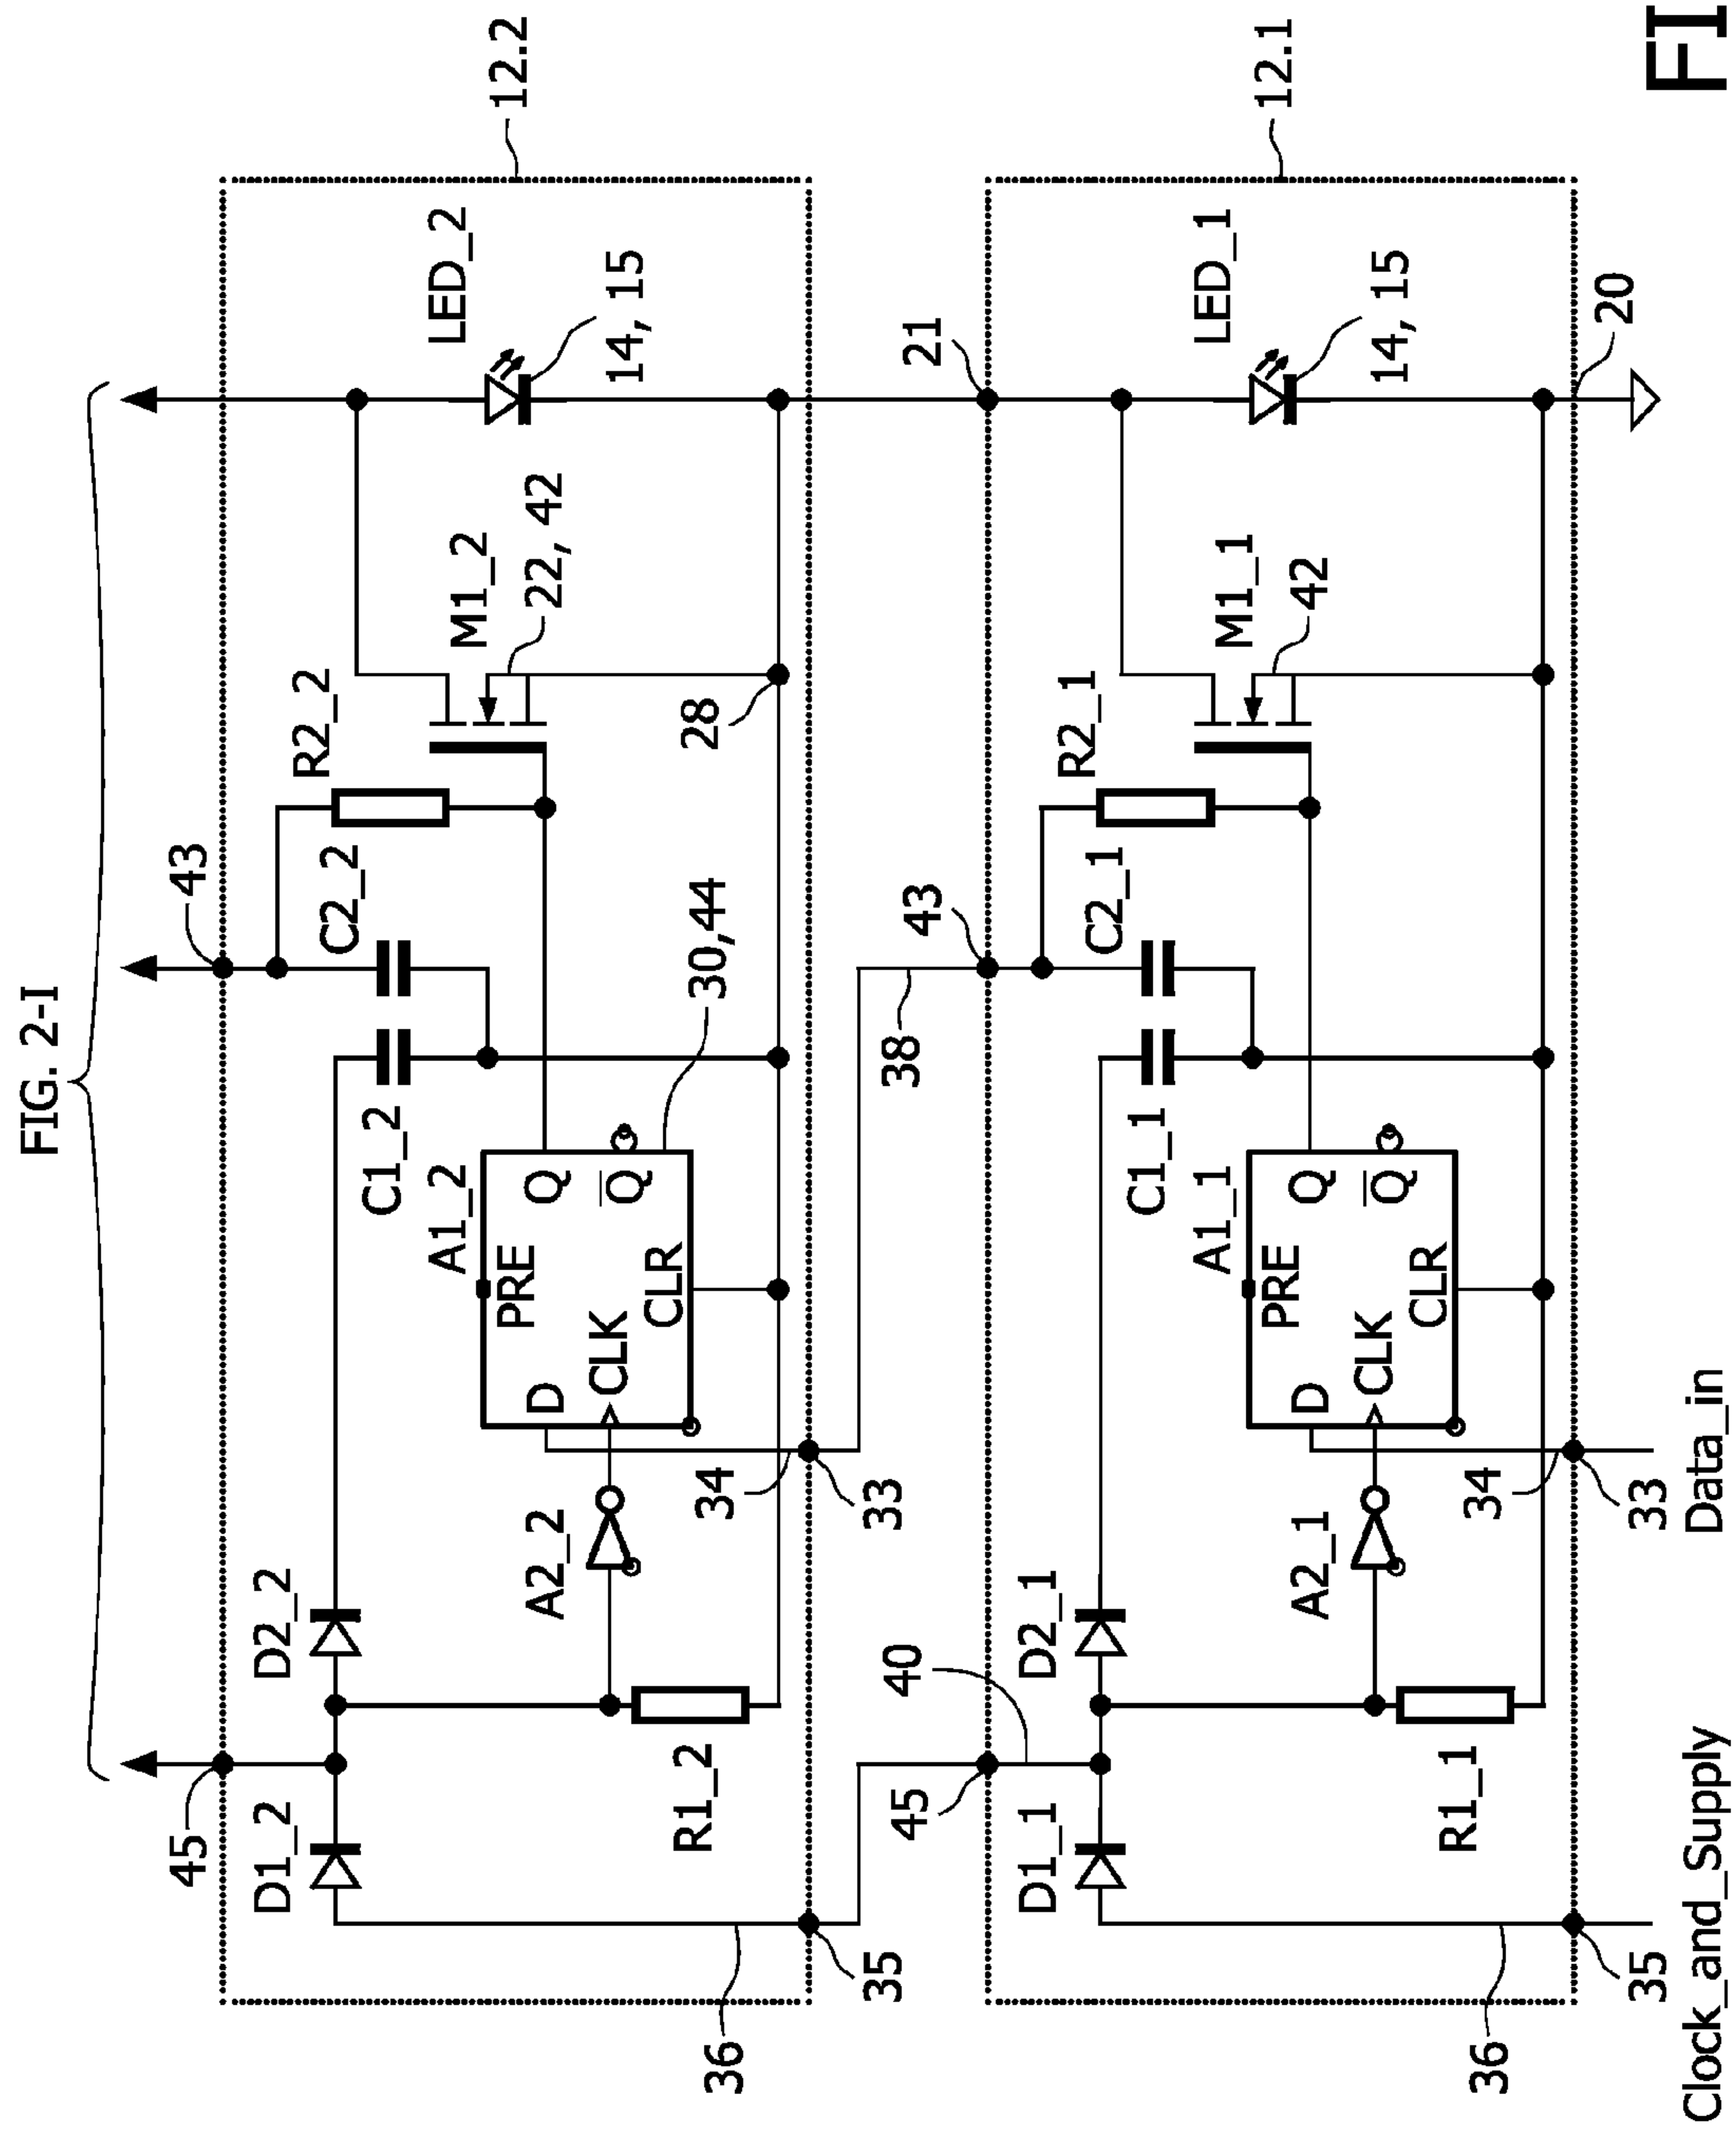 FIG. 2-I
12.2
LED_2
14, 15
M1_2
22, 42
R2_2
28
43
C2_2
30,44
C1_2
A1_2
PRE
Q
Q
D
CLK
CLR
34
33
A2_2
D2_2
45
D1_2
R1_2
35
36
12.1
21
LED_1
14, 15
20
M1_1
42
R2_1
43
C2_1
38
C1_1
A1_1
PRE
Q
Q
D
CLK
CLR
34
33
A2_1
D2_1
40
45
D1_1
R1_1
35
36
Data_in
Clock_and_Supply
FI